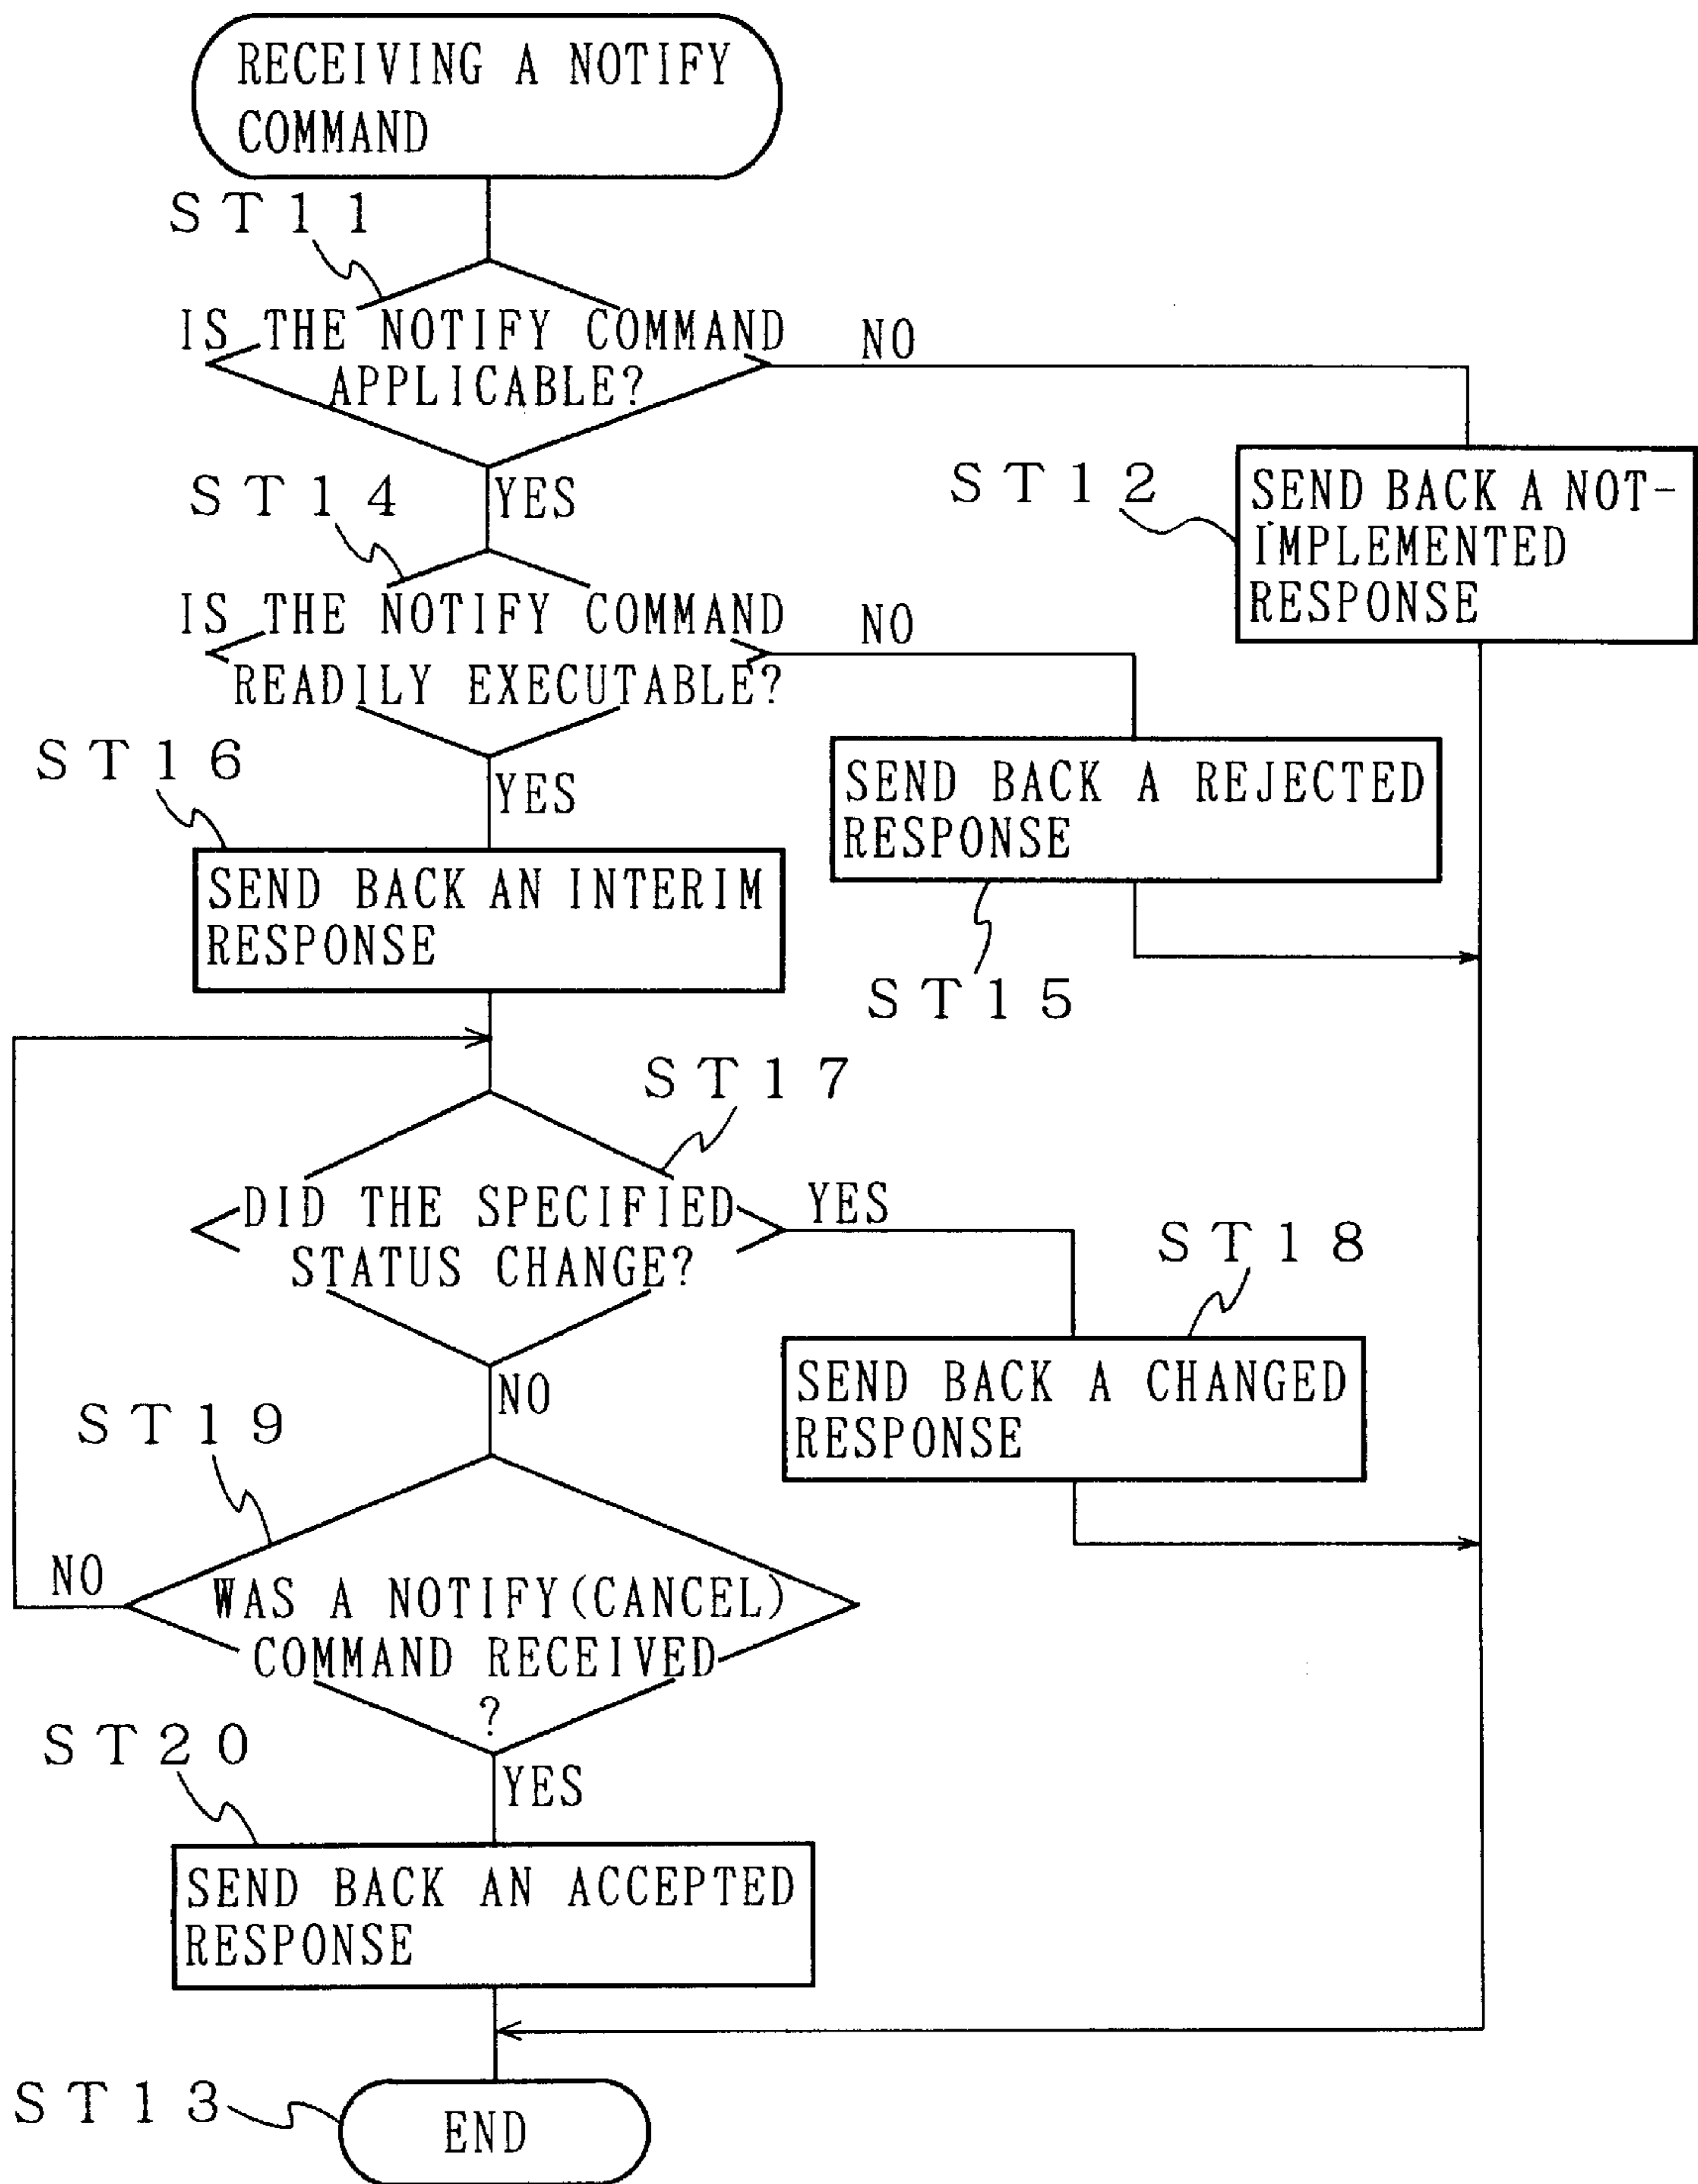 RECEIVING A NOTIFY
COMMAND
ST11
IS THE NOTIFY COMMAND
APPLICABLE?
NO
YES
ST12
SEND BACK A NOT-
IMPLEMENTED
RESPONSE
ST14
IS THE NOTIFY COMMAND
READILY EXECUTABLE?
NO
YES
SEND BACK A REJECTED
RESPONSE
ST15
ST16
SEND BACK AN INTERIM
RESPONSE
ST17
DID THE SPECIFIED
STATUS CHANGE?
YES
NO
ST18
SEND BACK A CHANGED
RESPONSE
ST19
NO
WAS A NOTIFY(CANCEL)
COMMAND RECEIVED
?
YES
ST20
SEND BACK AN ACCEPTED
RESPONSE
ST13
END